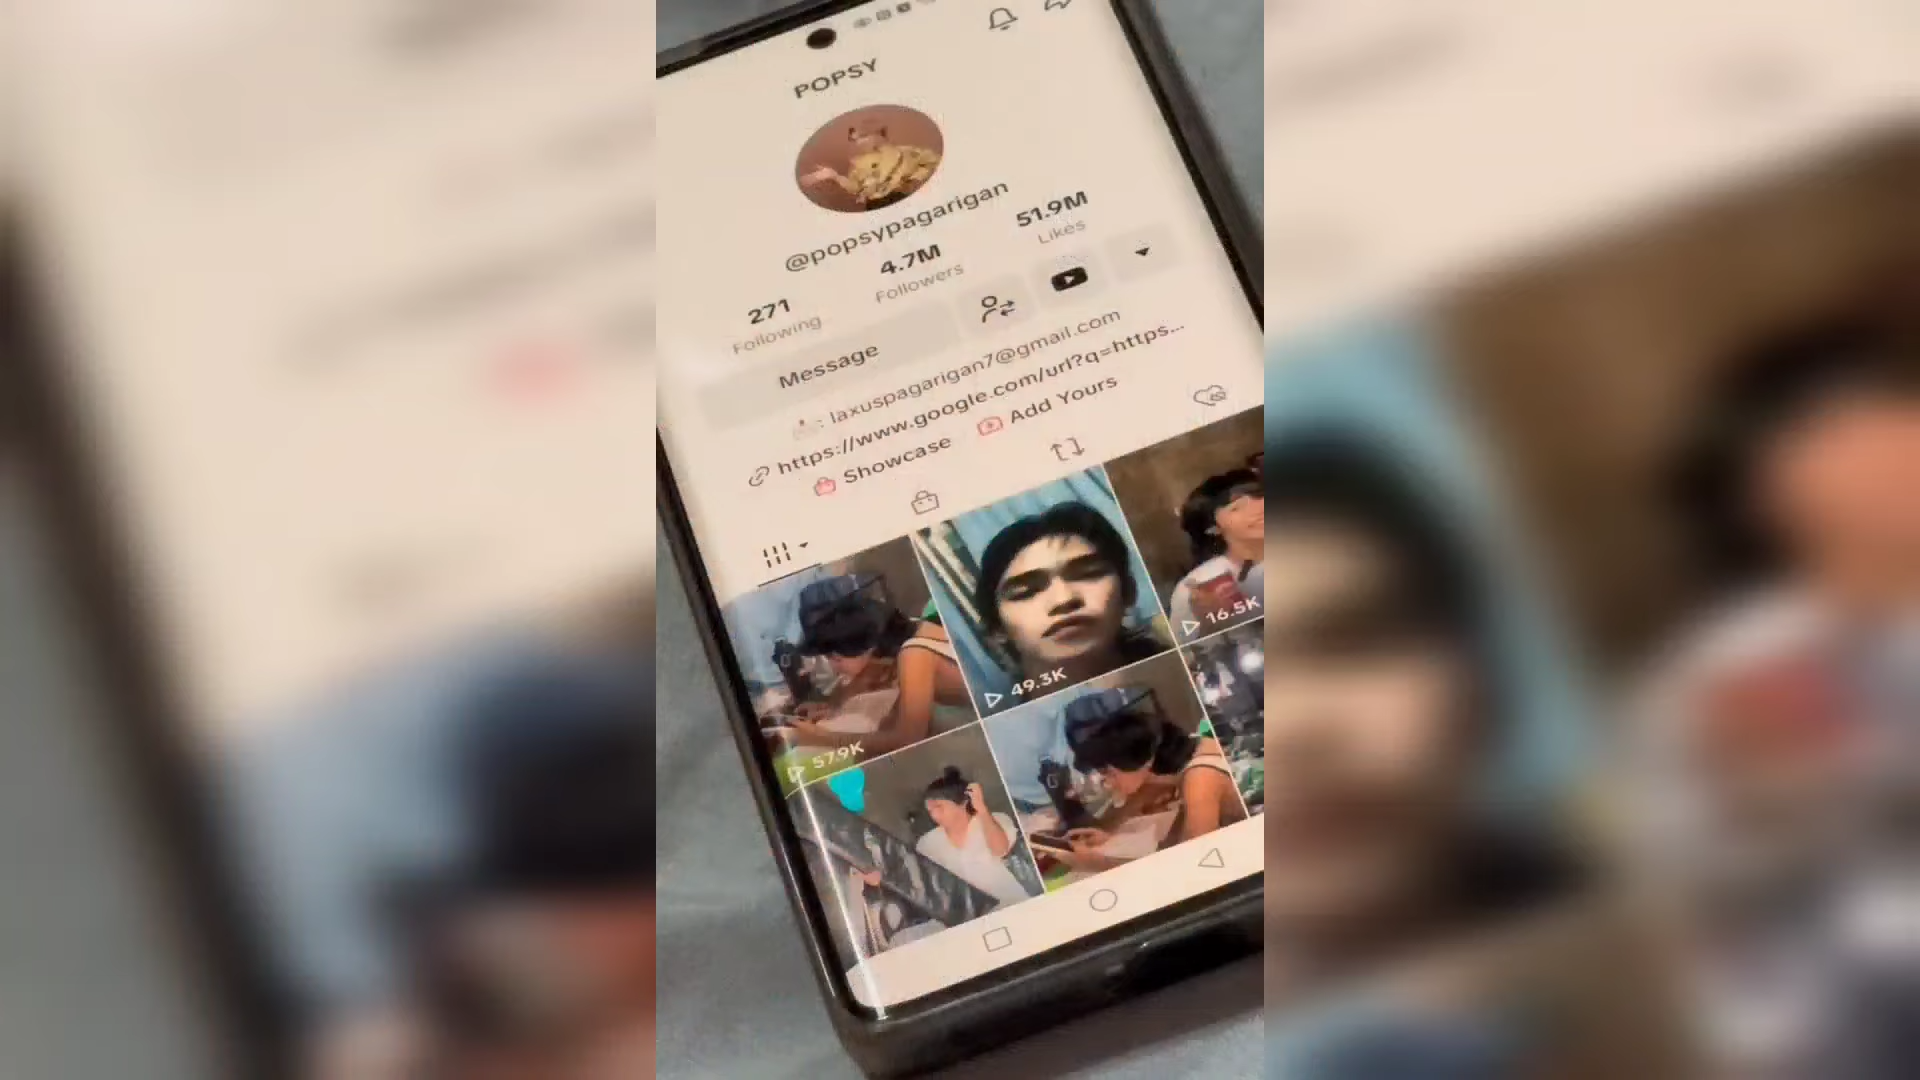 POPSY
@popsypagarigan
271
Following
4.7M
Followers
51.9M
Likes
Message
: laxuspagarigan7@gmail.com
https://www.google.com/url?q=https...
Showcase
Add Yours
57.9K
49.3K
16.5K